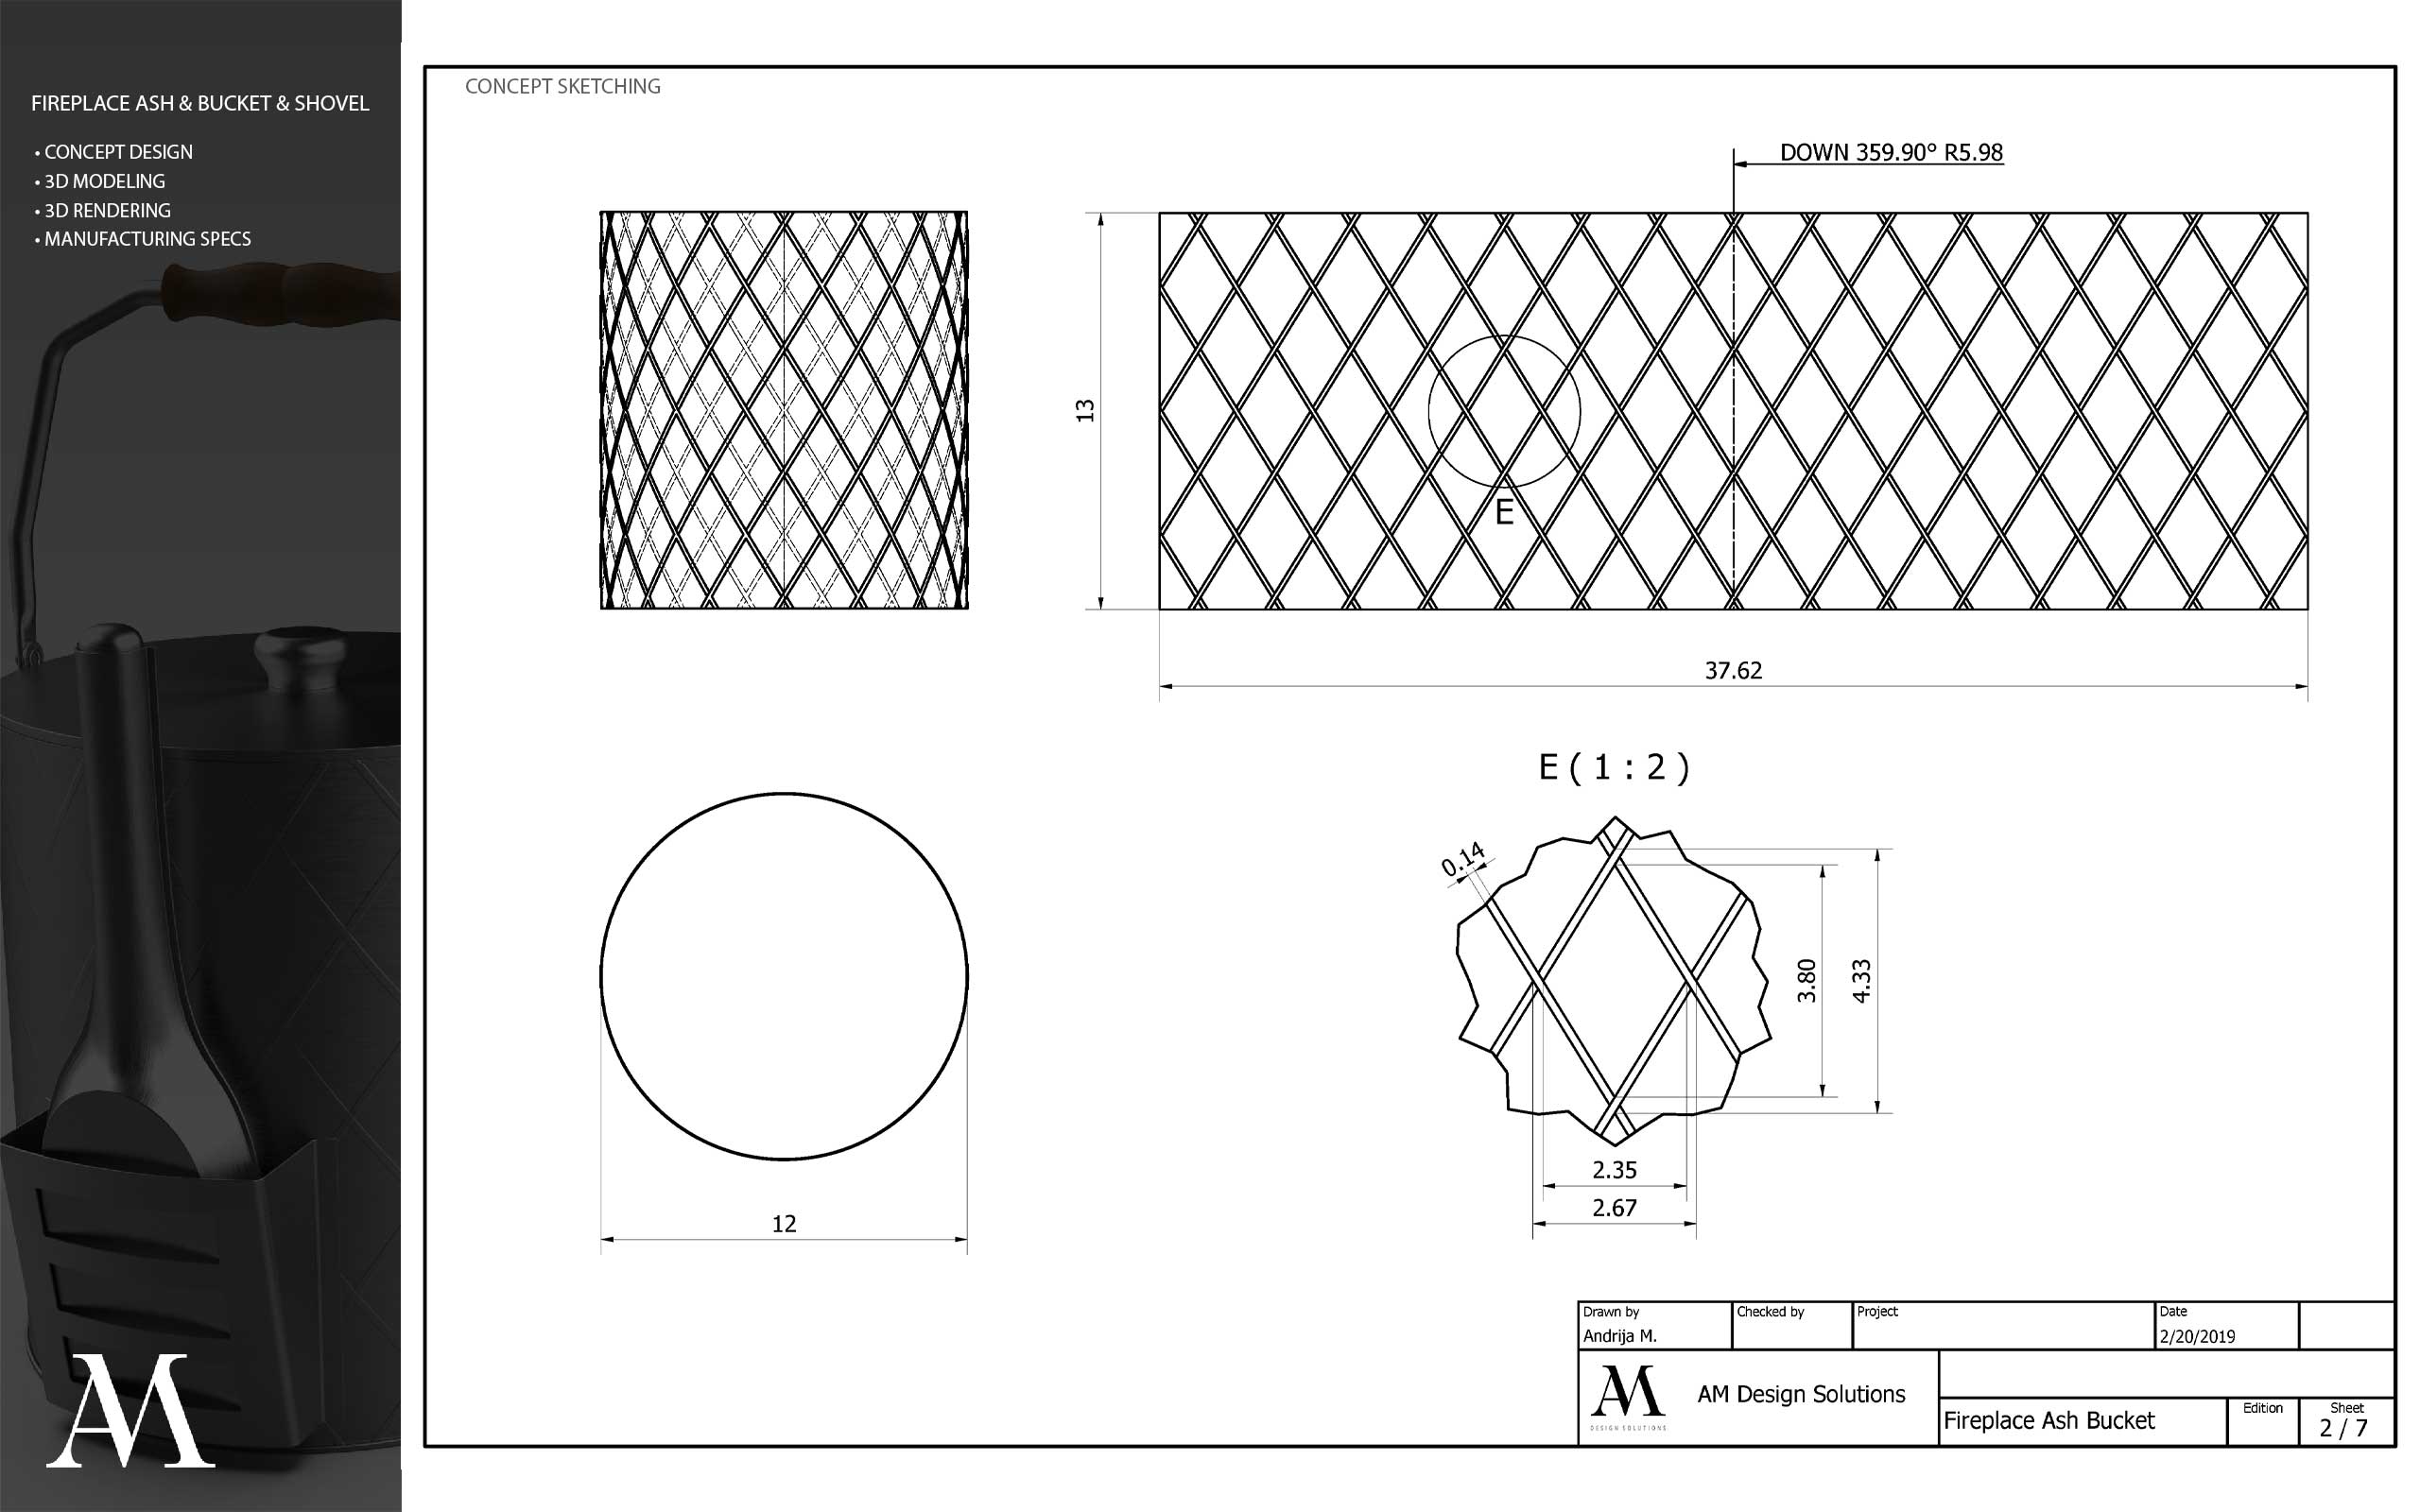 FIREPLACE ASH & BUCKET & SHOVEL
• CONCEPT DESIGN
• 3D MODELING
• 3D RENDERING
• MANUFACTURING SPECS
AM
CONCEPT SKETCHING
DOWN 359.90° R5.98
13
E
37.62
E ( 1 : 2 )
0.14
3.80
4.33
2.35
2.67
12
Drawn by
Andrija M.
Checked by
Project
Date
2/20/2019
AM
DESIGN SOLUTIONS
AM Design Solutions
Fireplace Ash Bucket
Edition
Sheet
2 / 7